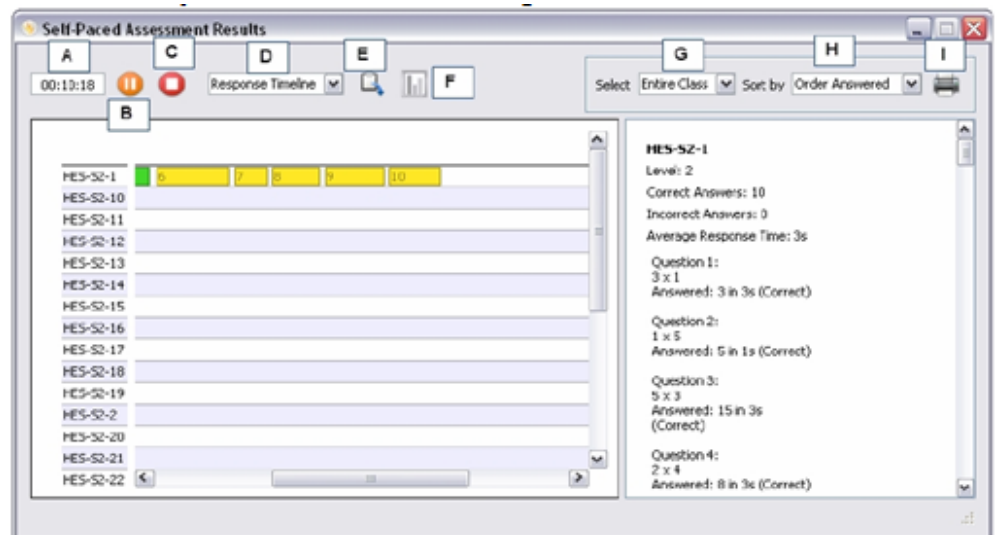 Self-Paced Assessment Results
A
C
D
E
G
H
I
00:10:18
Response Timeline
F
Select Entire Class Sort by Order Answered
B
HES-S2-1 6 7 8 9 10
HES-S2-10
HES-S2-11
HES-S2-12
HES-S2-13
HES-S2-14
HES-S2-15
HES-S2-16
HES-S2-17
HES-S2-18
HES-S2-19
HES-S2-2
HES-S2-20
HES-S2-21
HES-S2-22
HES-S2-1
Level: 2
Correct Answers: 10
Incorrect Answers: 0
Average Response Time: 3s
Question 1:
3 x 1
Answered: 3 in 3s (Correct)
Question 2:
1 x 5
Answered: 5 in 1s (Correct)
Question 3:
5 x 3
Answered: 15 in 3s
(Correct)
Question 4:
2 x 4
Answered: 8 in 3s (Correct)